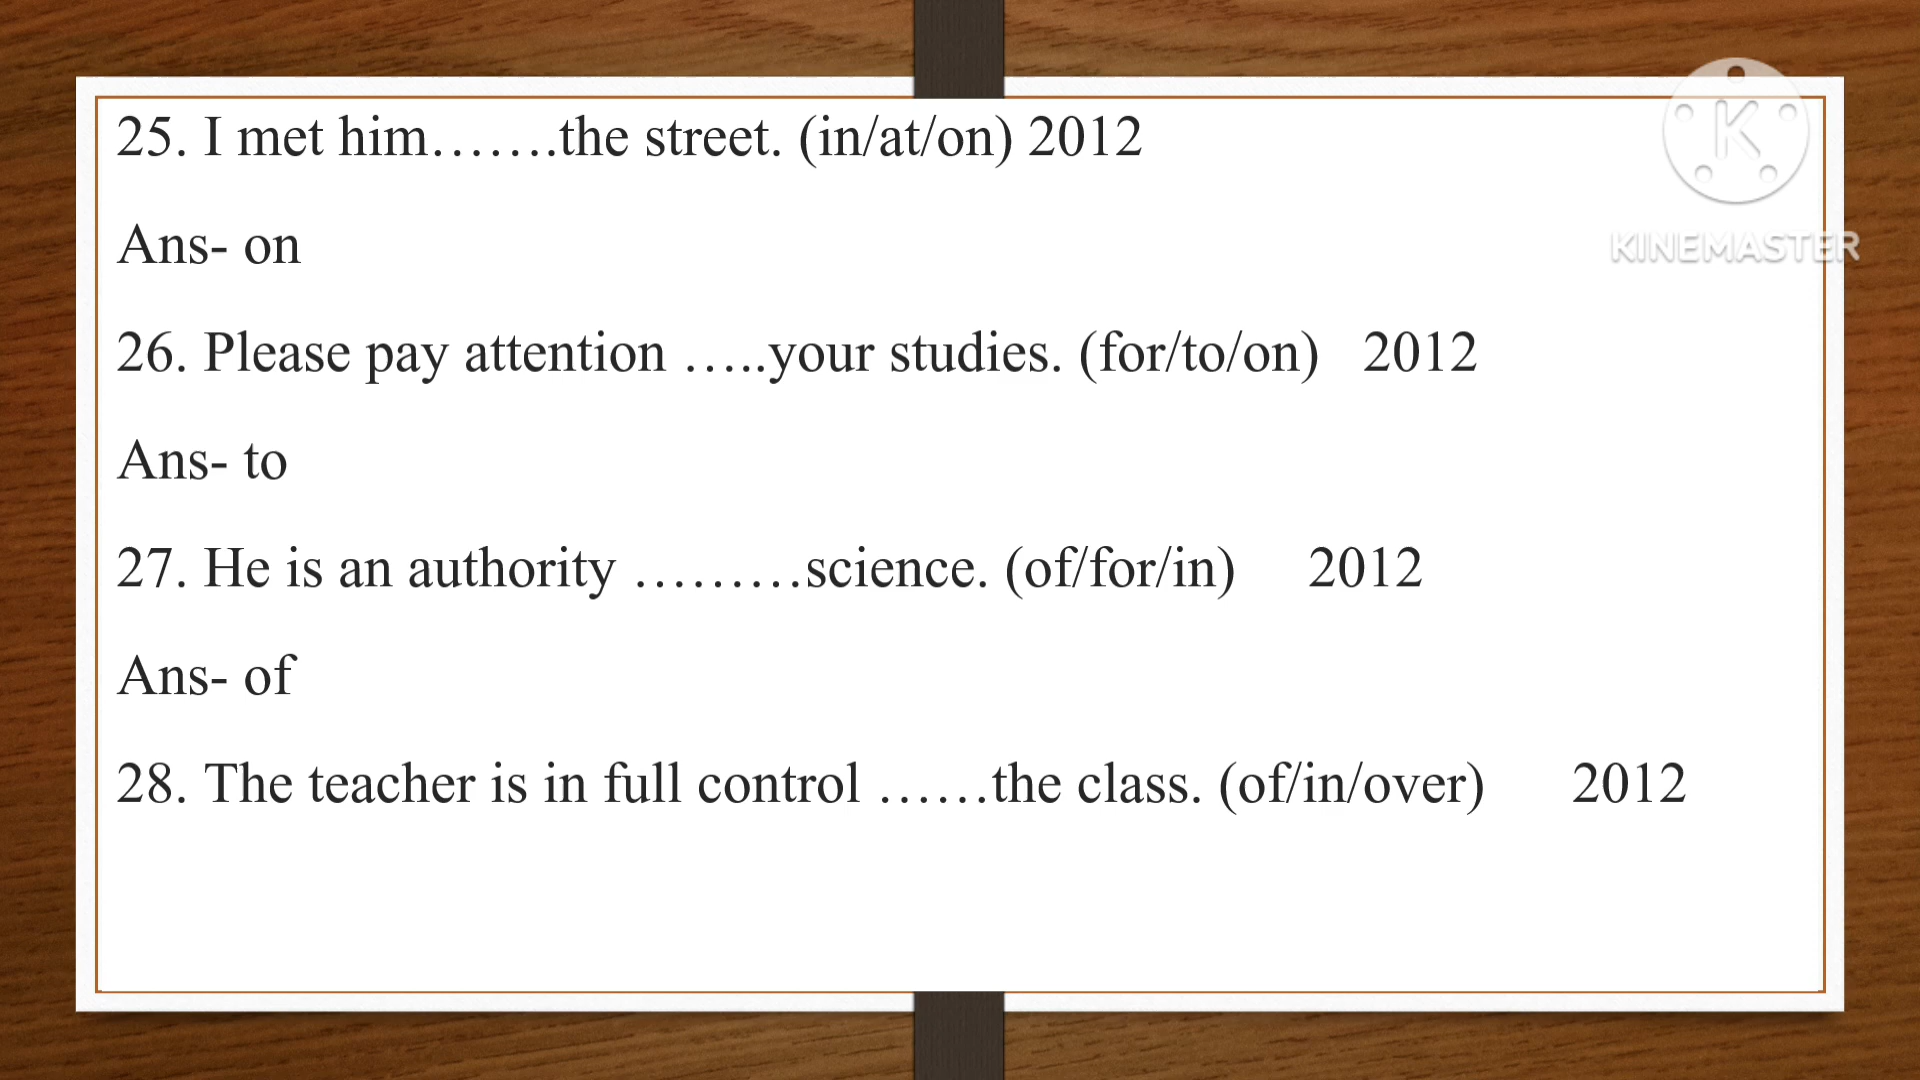 25. I met him…….the street. (in/at/on) 2012
Ans- on
26. Please pay attention …..your studies. (for/to/on) 2012
Ans- to
27. He is an authority ………science. (of/for/in) 2012
Ans- of
28. The teacher is in full control ……the class. (of/in/over) 2012
K
KINEMASTER